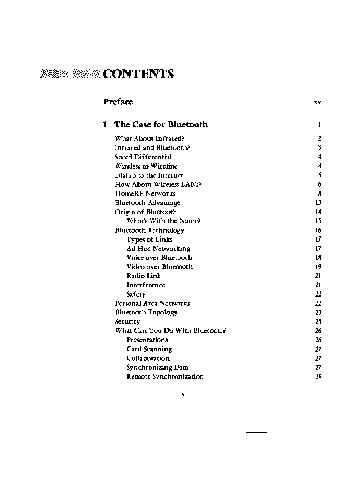 CONTENTS
Preface xv
1 The Case for Bluetooth 1
What About Infrared? 2
Infrared and Bluetooth? 3
Speed Differential 4
Wireless to Wireline 4
Dial-up to the Internet 5
How About Wireless LANs? 6
HomeRF Networks 8
Bluetooth Advantage 13
Origin of Bluetooth 14
What's With the Name? 15
Bluetooth Technology 16
Types of Links 17
Ad Hoc Networking 17
Voice over Bluetooth 18
Video over Bluetooth 19
Radio Link 21
Interference 21
Safety 22
Personal Area Networks 22
Bluetooth Topology 23
Security 25
What Can You Do With Bluetooth? 26
Presentations 26
Card Scanning 27
Collaboration 27
Synchronizing Data 27
Remote Synchronization 28
v